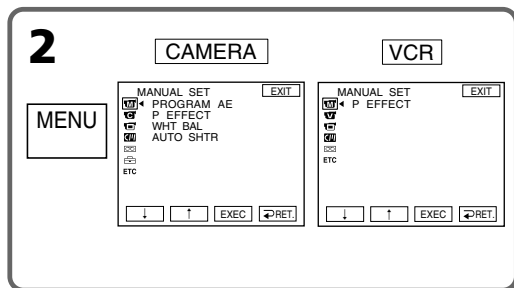 2
CAMERA
VCR
MENU
MANUAL SET EXIT
PROGRAM AE
P EFFECT
WHT BAL
AUTO SHTR
ETC
↓ ↑ EXEC RET.
MANUAL SET EXIT
P EFFECT
ETC
↓ ↑ EXEC RET.